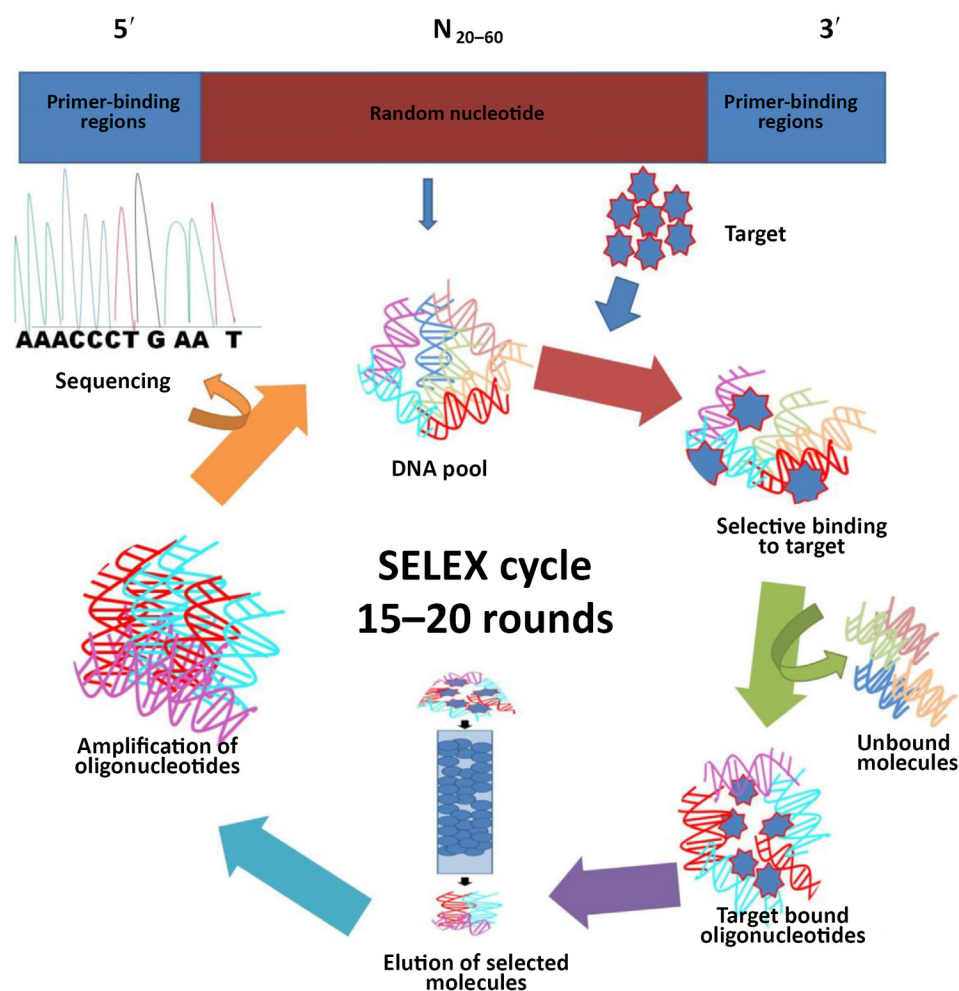 5′
N 20–60
3′
Primer-binding
regions
Random nucleotide
Primer-binding
regions
Target
AAACCCT G AA T
Sequencing
DNA pool
Selective binding
to target
SELEX cycle
15–20 rounds
Unbound
molecules
Amplification of
oligonucleotides
Target bound
oligonucleotides
Elution of selected
molecules